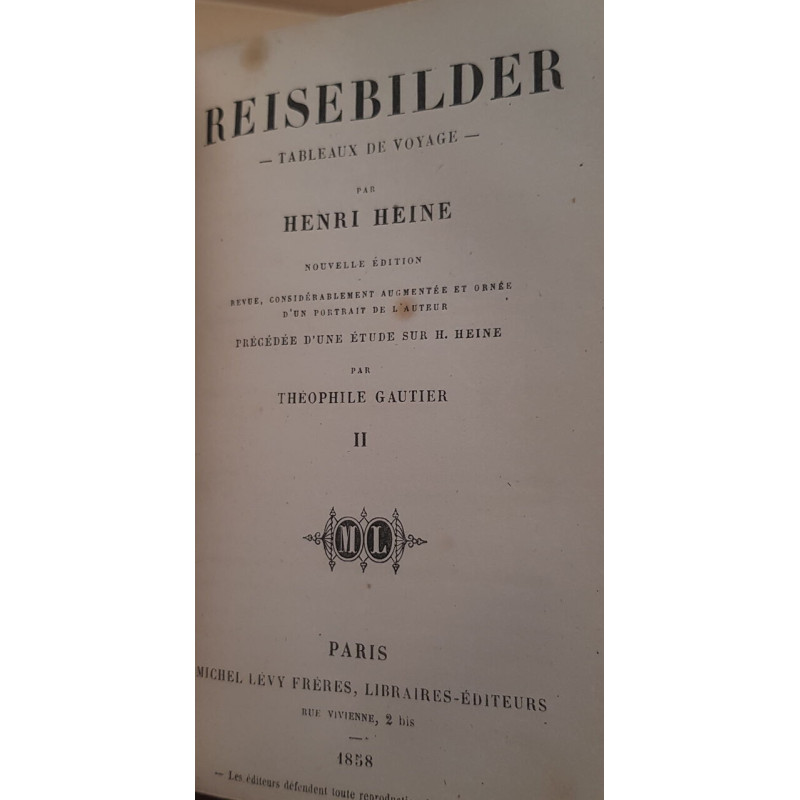 REISEBILDER
— TABLEAUX DE VOYAGE —
PAR
HENRI HEINE
NOUVELLE ÉDITION
REVUE, CONSIDÉRABLEMENT AUGMENTÉE ET ORNÉE
D'UN PORTRAIT DE L'AUTEUR
PRÉCÉDÉE D'UNE ÉTUDE SUR H. HEINE
PAR
THÉOPHILE GAUTIER
II
ML
PARIS
MICHEL LÉVY FRÈRES, LIBRAIRES-ÉDITEURS
RUE VIVIENNE, 2 bis
1858
— Les éditeurs défendent toute